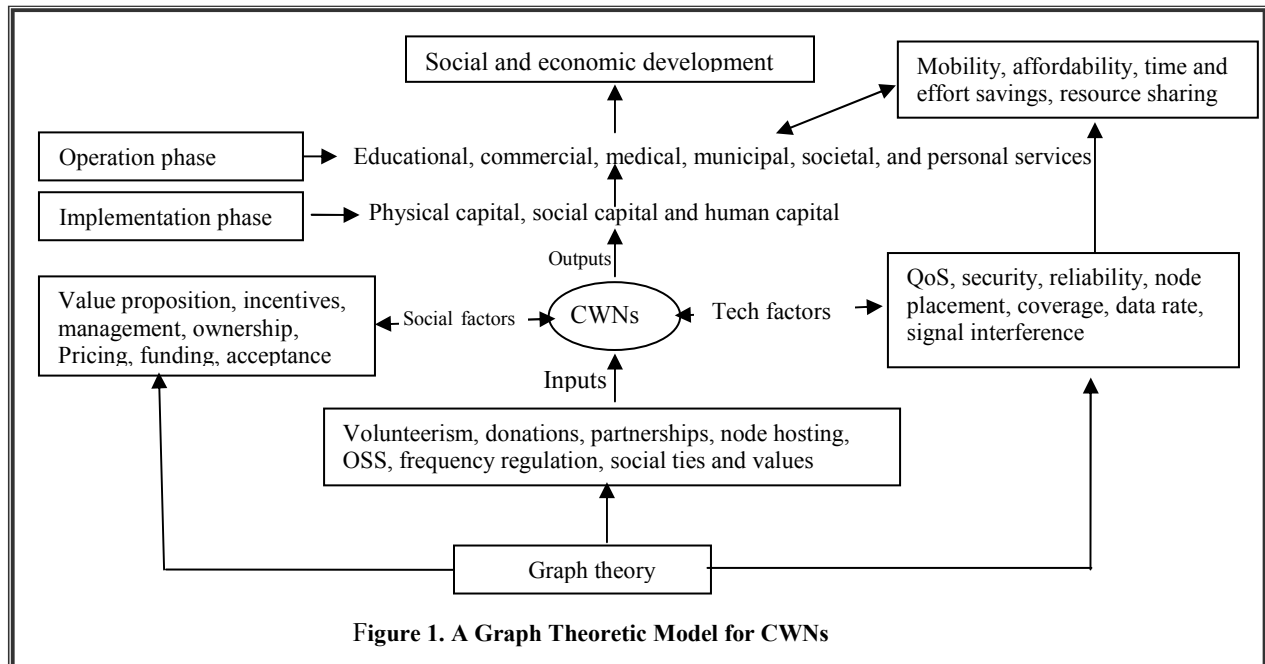 Social and economic development
Mobility, affordability, time and
effort savings, resource sharing
Operation phase
Educational, commercial, medical, municipal, societal, and personal services
Implementation phase
Physical capital, social capital and human capital
Outputs
Value proposition, incentives,
management, ownership,
Pricing, funding, acceptance
Social factors
CWNs
Tech factors
QoS, security, reliability, node
placement, coverage, data rate,
signal interference
Inputs
Volunteerism, donations, partnerships, node hosting,
OSS, frequency regulation, social ties and values
Graph theory
Figure 1. A Graph Theoretic Model for CWNs